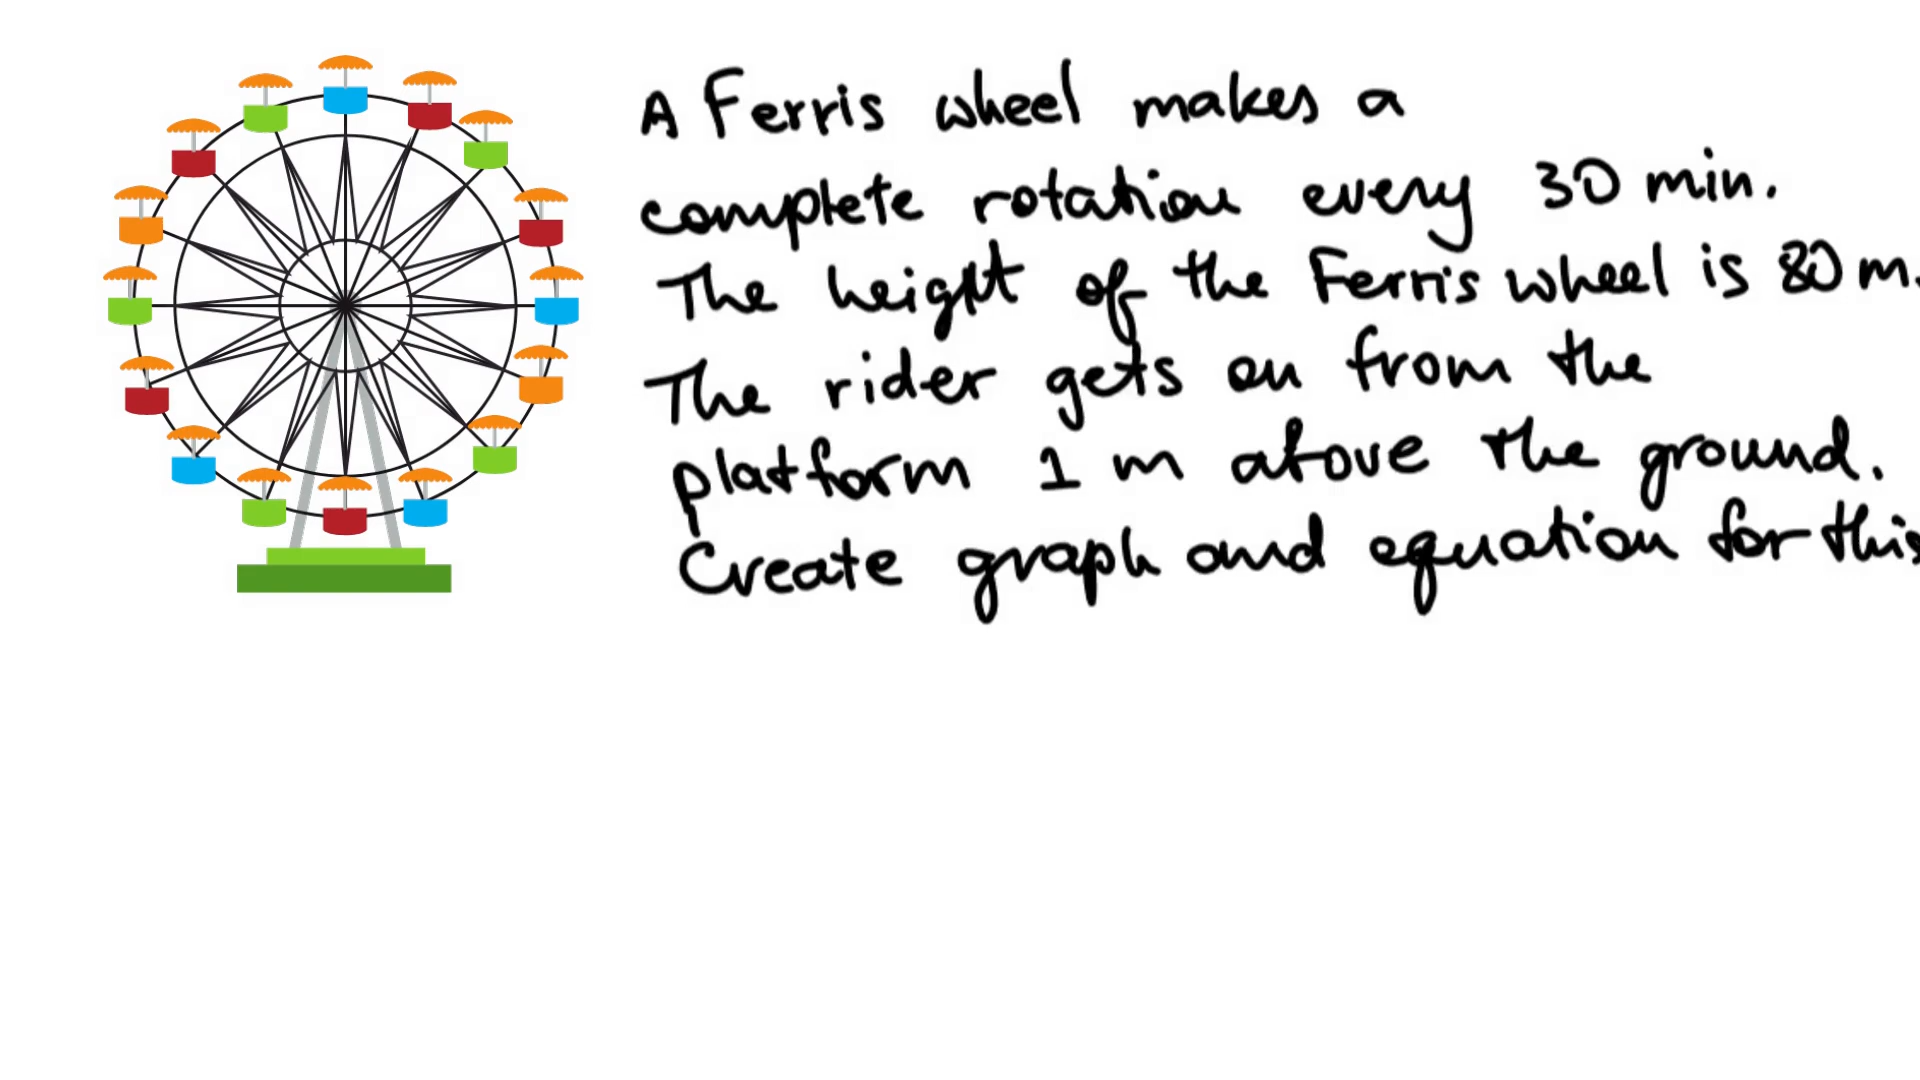 A Ferris wheel makes a
complete rotation every 30 min.
The height of the Ferris wheel is 80 m.
The rider gets on from the
platform 1 m above the ground.
Create graph and equation for this